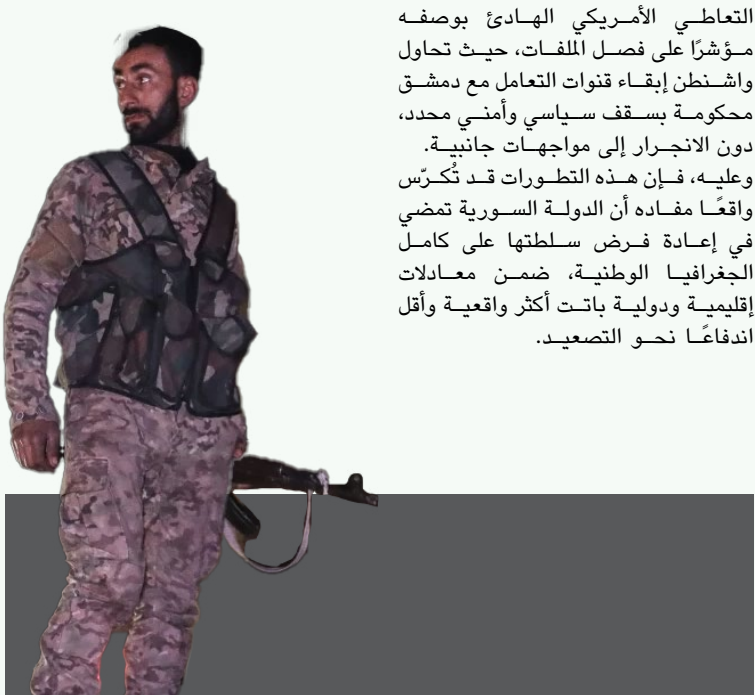 التعاطي الأمريكي الهادئ بوصفه
مؤشرًا على فصل الملفات، حيث تحاول
واشنطن إبقاء قنوات التعامل مع دمشق
محكومة بسقف سياسي وأمني محدد،
دون الانجرار إلى مواجهات جانبية.
وعليه، فإن هذه التطورات قد تُكرّس
واقعًا مفاده أن الدولة السورية تمضي
في إعادة فرض سلطتها على كامل
الجغرافيا الوطنية، ضمن معادلات
إقليمية ودولية باتت أكثر واقعية وأقل
اندفاعًا نحو التصعيد.